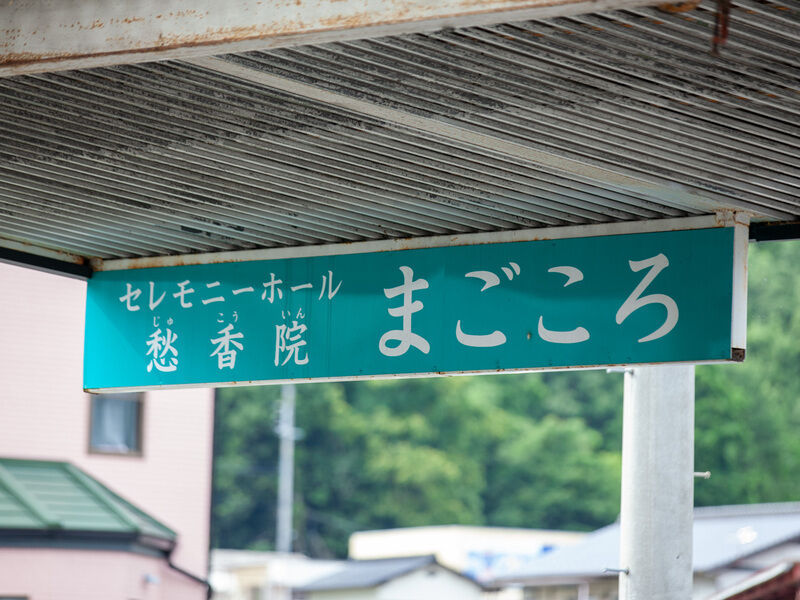 セレモニーホール
じゅ こう いん
愁香院
まごころ